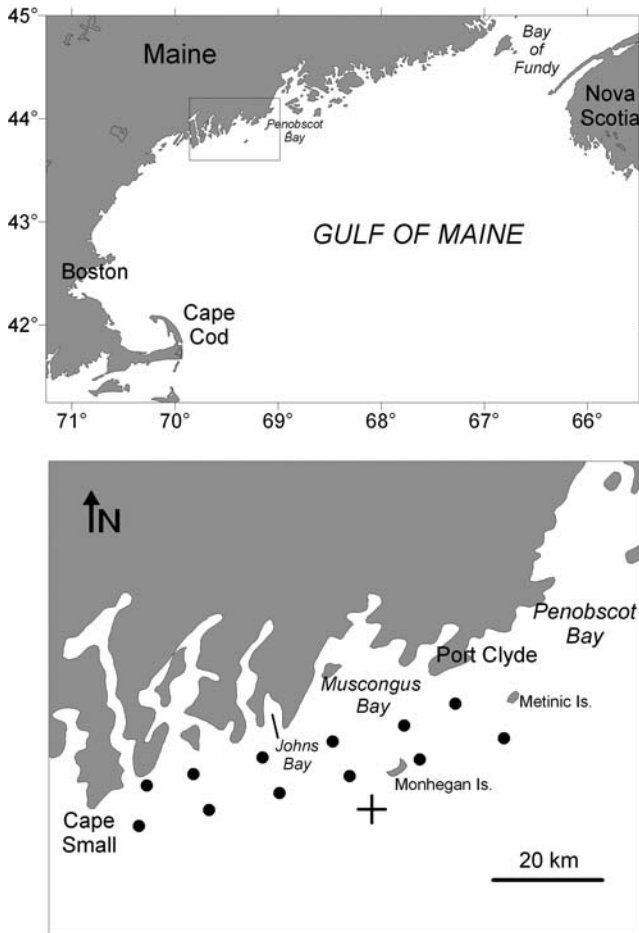 45°
Maine
Bay
of
Fundy
44°
Nova
Scotia
Penobscot
Bay
43°
GULF OF MAINE
Boston
42°
Cape
Cod
71°
70°
69°
68°
67°
66°
N
Penobscot
Bay
Port Clyde
Muscongus
Bay
Metinic Is.
Johns
Bay
Monhegan Is.
Cape
Small
20 km